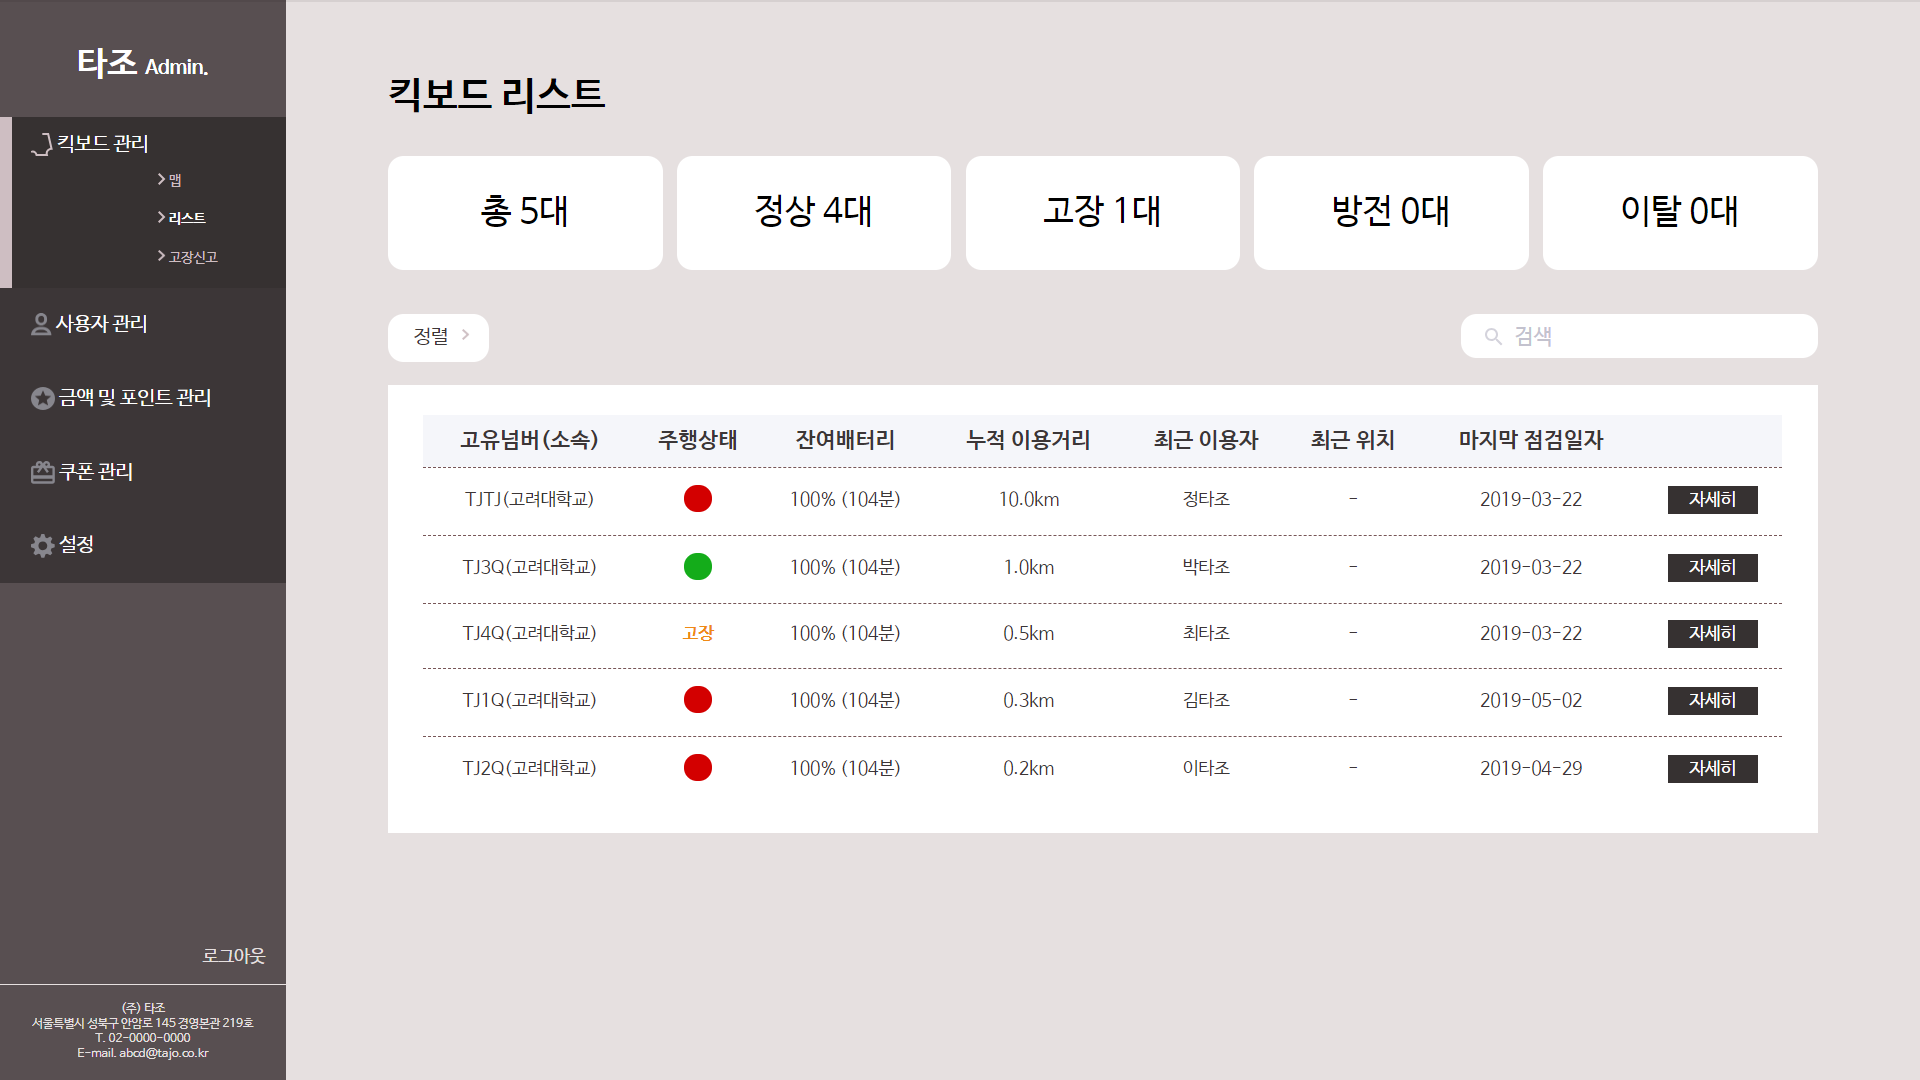 타조 Admin.
킥보드 관리
맵
리스트
고장신고
사용자 관리
금액 및 포인트 관리
쿠폰 관리
설정
로그아웃
(주) 타조
서울특별시 성북구 안암로 145 경영본관 219호
T. 02-0000-0000
E-mail. abcd@tajo.co.kr
킥보드 리스트
총 5대 정상 4대 고장 1대 방전 0대 이탈 0대
정렬 검색
고유넘버(소속) 주행상태 잔여배터리 누적 이용거리 최근 이용자 최근 위치 마지막 점검일자
TJTJ(고려대학교) 100% (104분) 10.0km 정타조 - 2019-03-22 자세히
TJ3Q(고려대학교) 100% (104분) 1.0km 박타조 - 2019-03-22 자세히
TJ4Q(고려대학교) 고장 100% (104분) 0.5km 최타조 - 2019-03-22 자세히
TJ1Q(고려대학교) 100% (104분) 0.3km 김타조 - 2019-05-02 자세히
TJ2Q(고려대학교) 100% (104분) 0.2km 이타조 - 2019-04-29 자세히